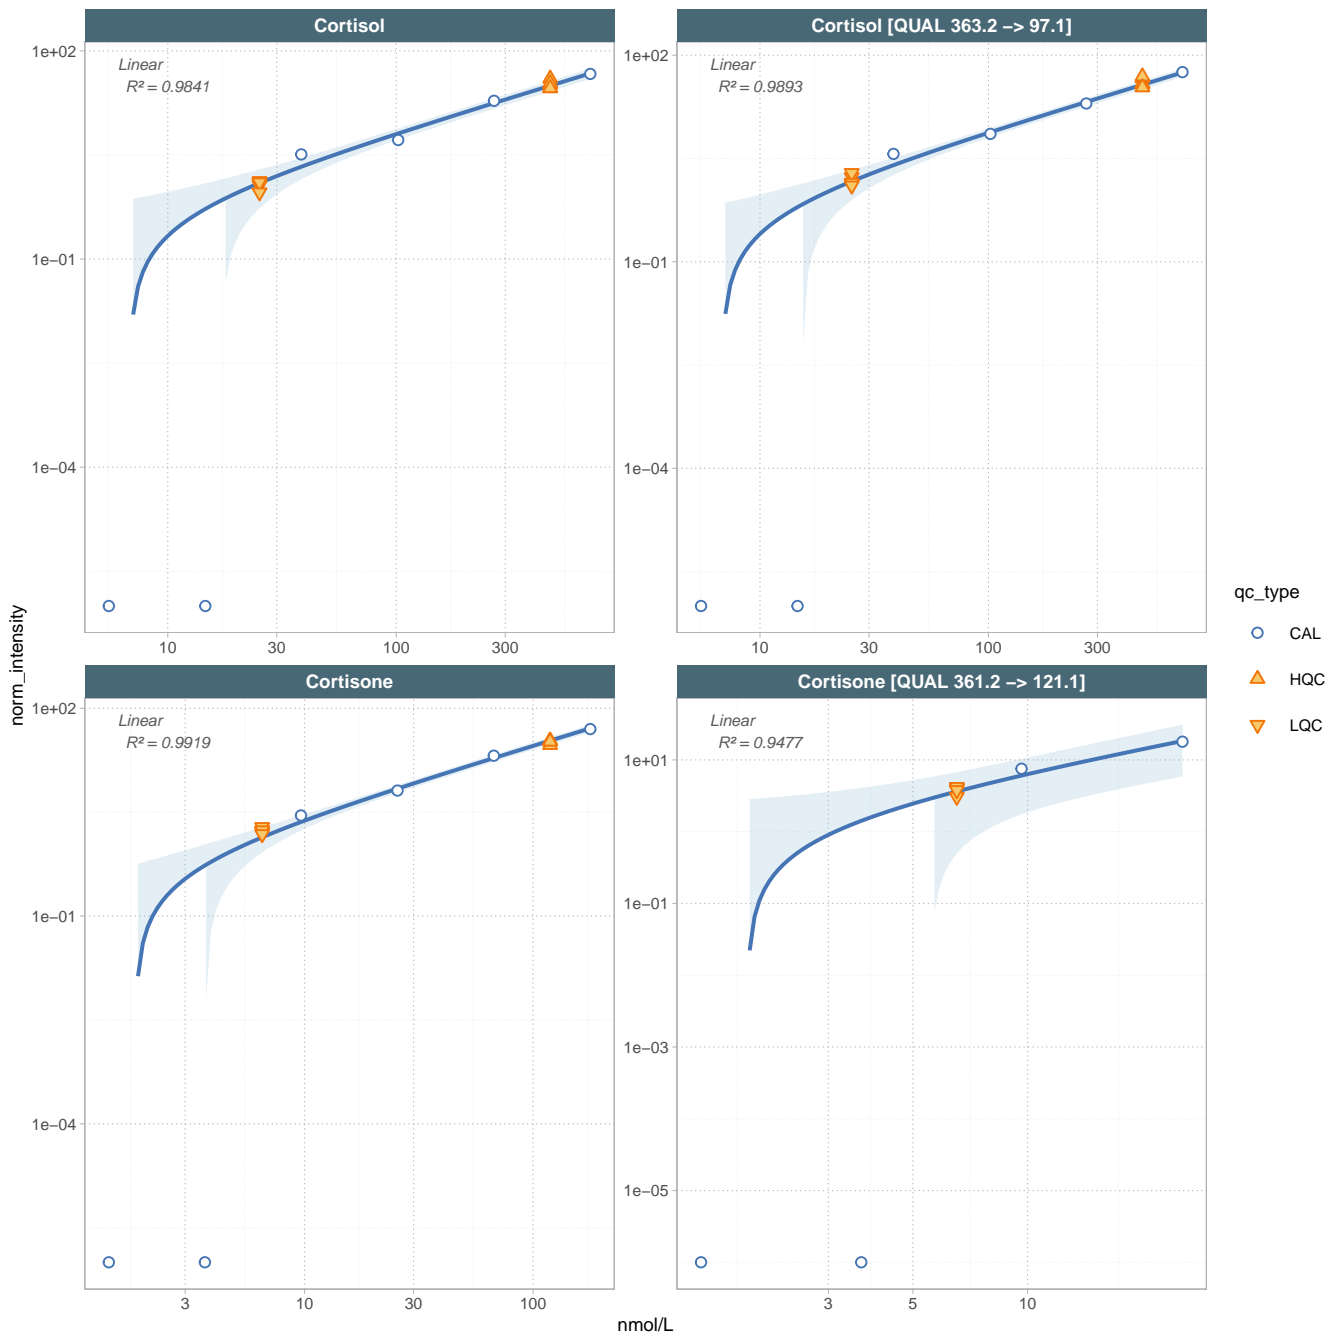 Cortisol
Cortisol [QUAL 363.2 −> 97.1]
Linear
R² = 0.9841
Linear
R² = 0.9893
1e+02
1e−01
1e−04
1e+02
1e−01
1e−04
10
30
100
300
10
30
100
300
Cortisone
Cortisone [QUAL 361.2 −> 121.1]
Linear
R² = 0.9919
Linear
R² = 0.9477
1e+02
1e−01
1e−04
1e+01
1e−01
1e−03
1e−05
3
10
30
100
3
5
10
nmol/L
norm_intensity
qc_type
CAL
HQC
LQC